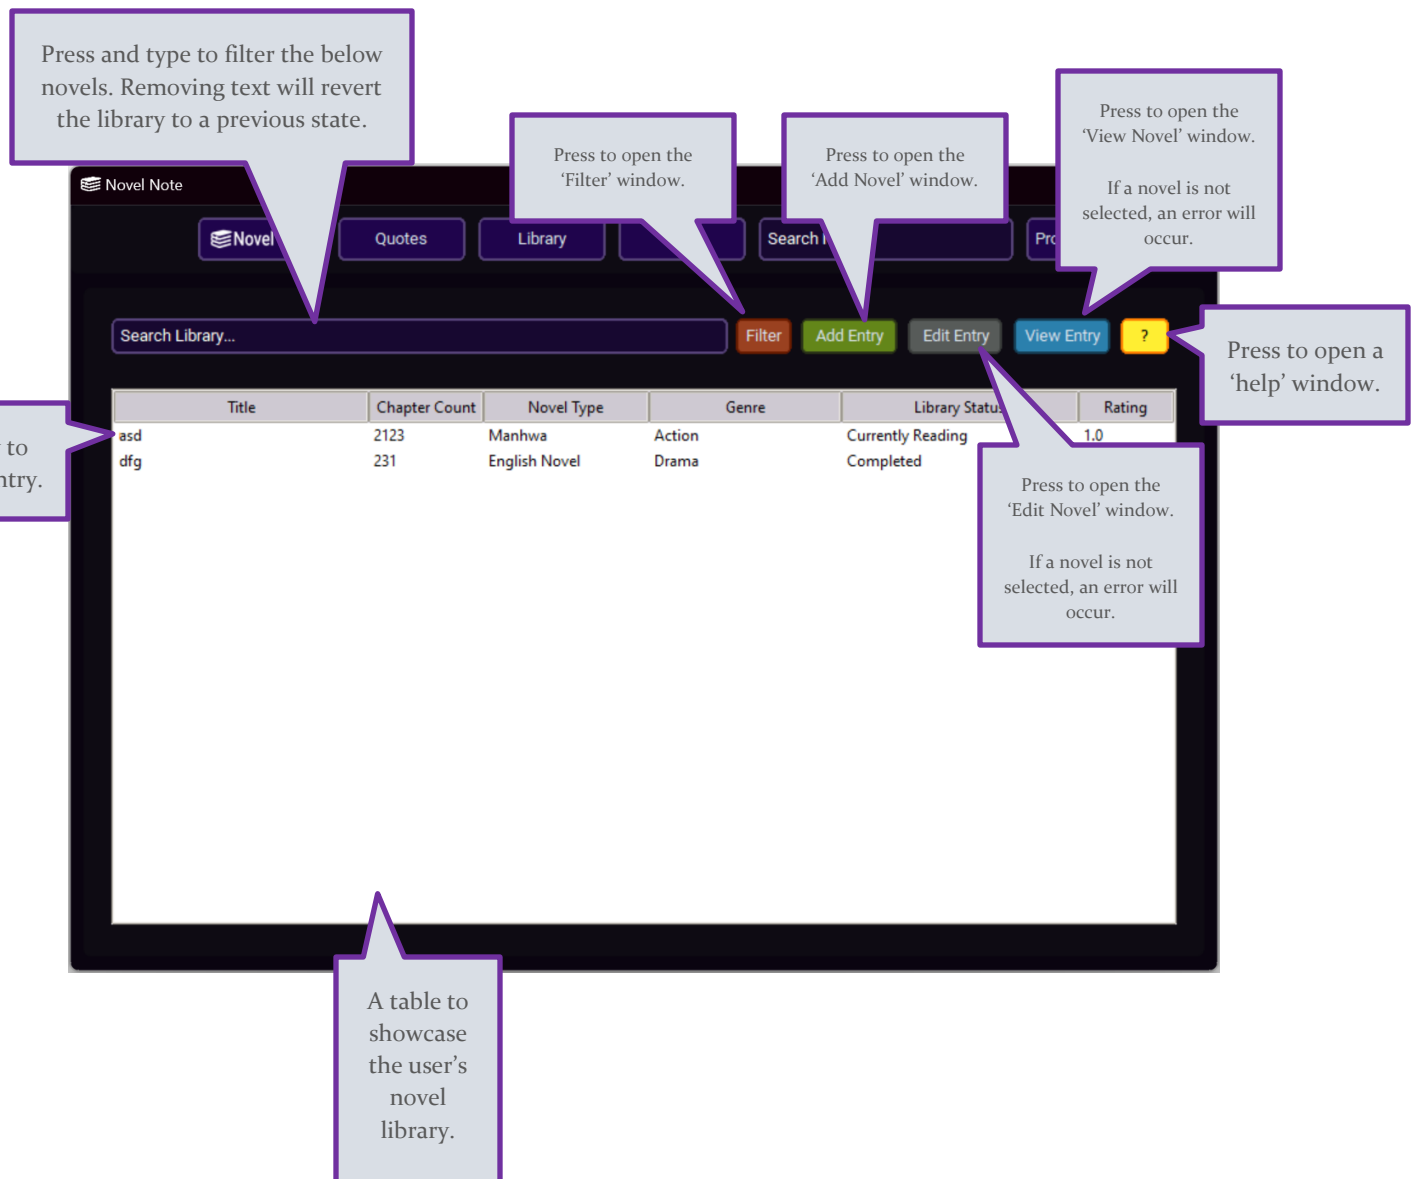 Press and type to filter the below
novels. Removing text will revert
the library to a previous state.
Press to open the
‘Filter’ window.
Press to open the
‘Add Novel’ window.
Press to open the
‘View Novel’ window.
If a novel is not
selected, an error will
occur.
Novel Note
Novel
Quotes
Library
Search
Search Library...
Filter
Add Entry
Edit Entry
View Entry
?
Press to open a
‘help’ window.
Title Chapter Count Novel Type Genre Library Status Rating
asd 2123 Manhwa Action Currently Reading 1.0
dfg 231 English Novel Drama Completed
to
Press to open the
‘Edit Novel’ window.
If a novel is not
selected, an error will
occur.
A table to
showcase
the user’s
novel
library.